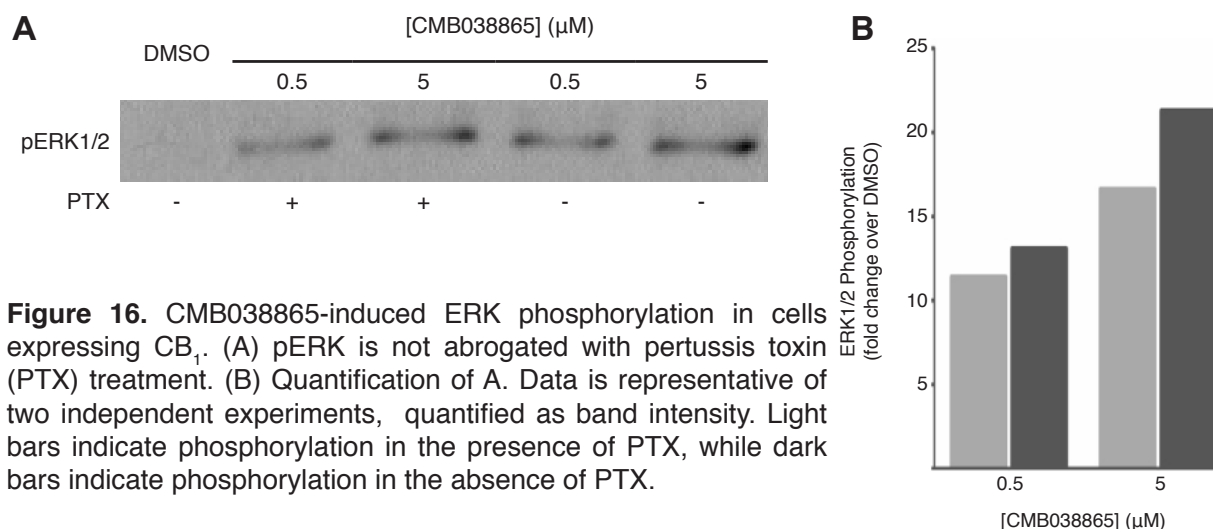 A
[CMB038865] (µM)
DMSO
0.5 5 0.5 5
pERK1/2
PTX - + + - -
Figure 16. CMB038865-induced ERK phosphorylation in cells
expressing CB1. (A) pERK is not abrogated with pertussis toxin
(PTX) treatment. (B) Quantification of A. Data is representative of
two independent experiments, quantified as band intensity. Light
bars indicate phosphorylation in the presence of PTX, while dark
bars indicate phosphorylation in the absence of PTX.
B
ERK1/2 Phosphorylation
(fold change over DMSO)
25
20
15
10
5
0.5 5
[CMB038865] (µM)